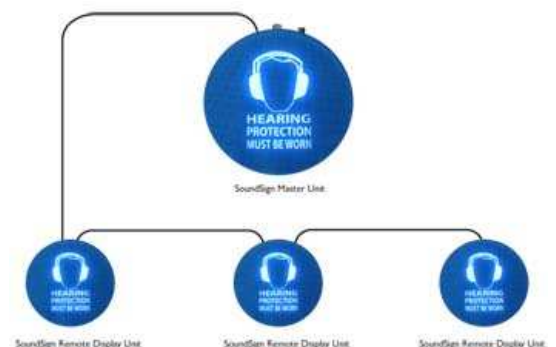 HEARING
PROTECTION
MUST BE WORN
SoundSign Master Unit
HEARING
PROTECTION
MUST BE WORN
HEARING
PROTECTION
MUST BE WORN
HEARING
PROTECTION
MUST BE WORN
SoundSign Remote Display Unit
SoundSign Remote Display Unit
SoundSign Remote Display Unit